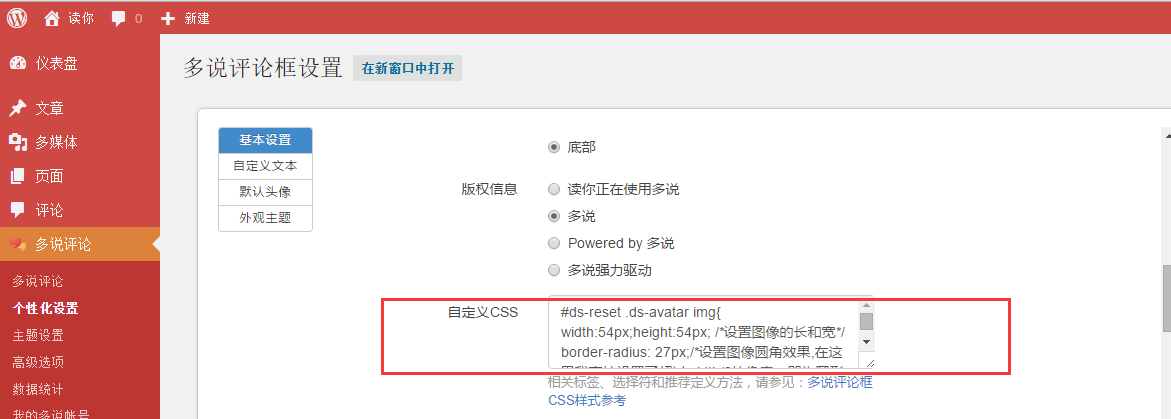 读你 0 新建
仪表盘
文章
多媒体
页面
评论
多说评论
多说评论
个性化设置
主题设置
高级选项
数据统计
我的多说帐号
多说评论框设置 在新窗口中打开
基本设置
自定义文本
默认头像
外观主题
底部
版权信息 读你正在使用多说
多说
Powered by 多说
多说强力驱动
自定义CSS #ds-reset .ds-avatar img{
width:54px;height:54px; /*设置图像的长和宽*/
border-radius: 27px;/*设置图像圆角效果,在这
相关标签、选择符和推荐定义方法，请参见：多说评论框
CSS样式参考